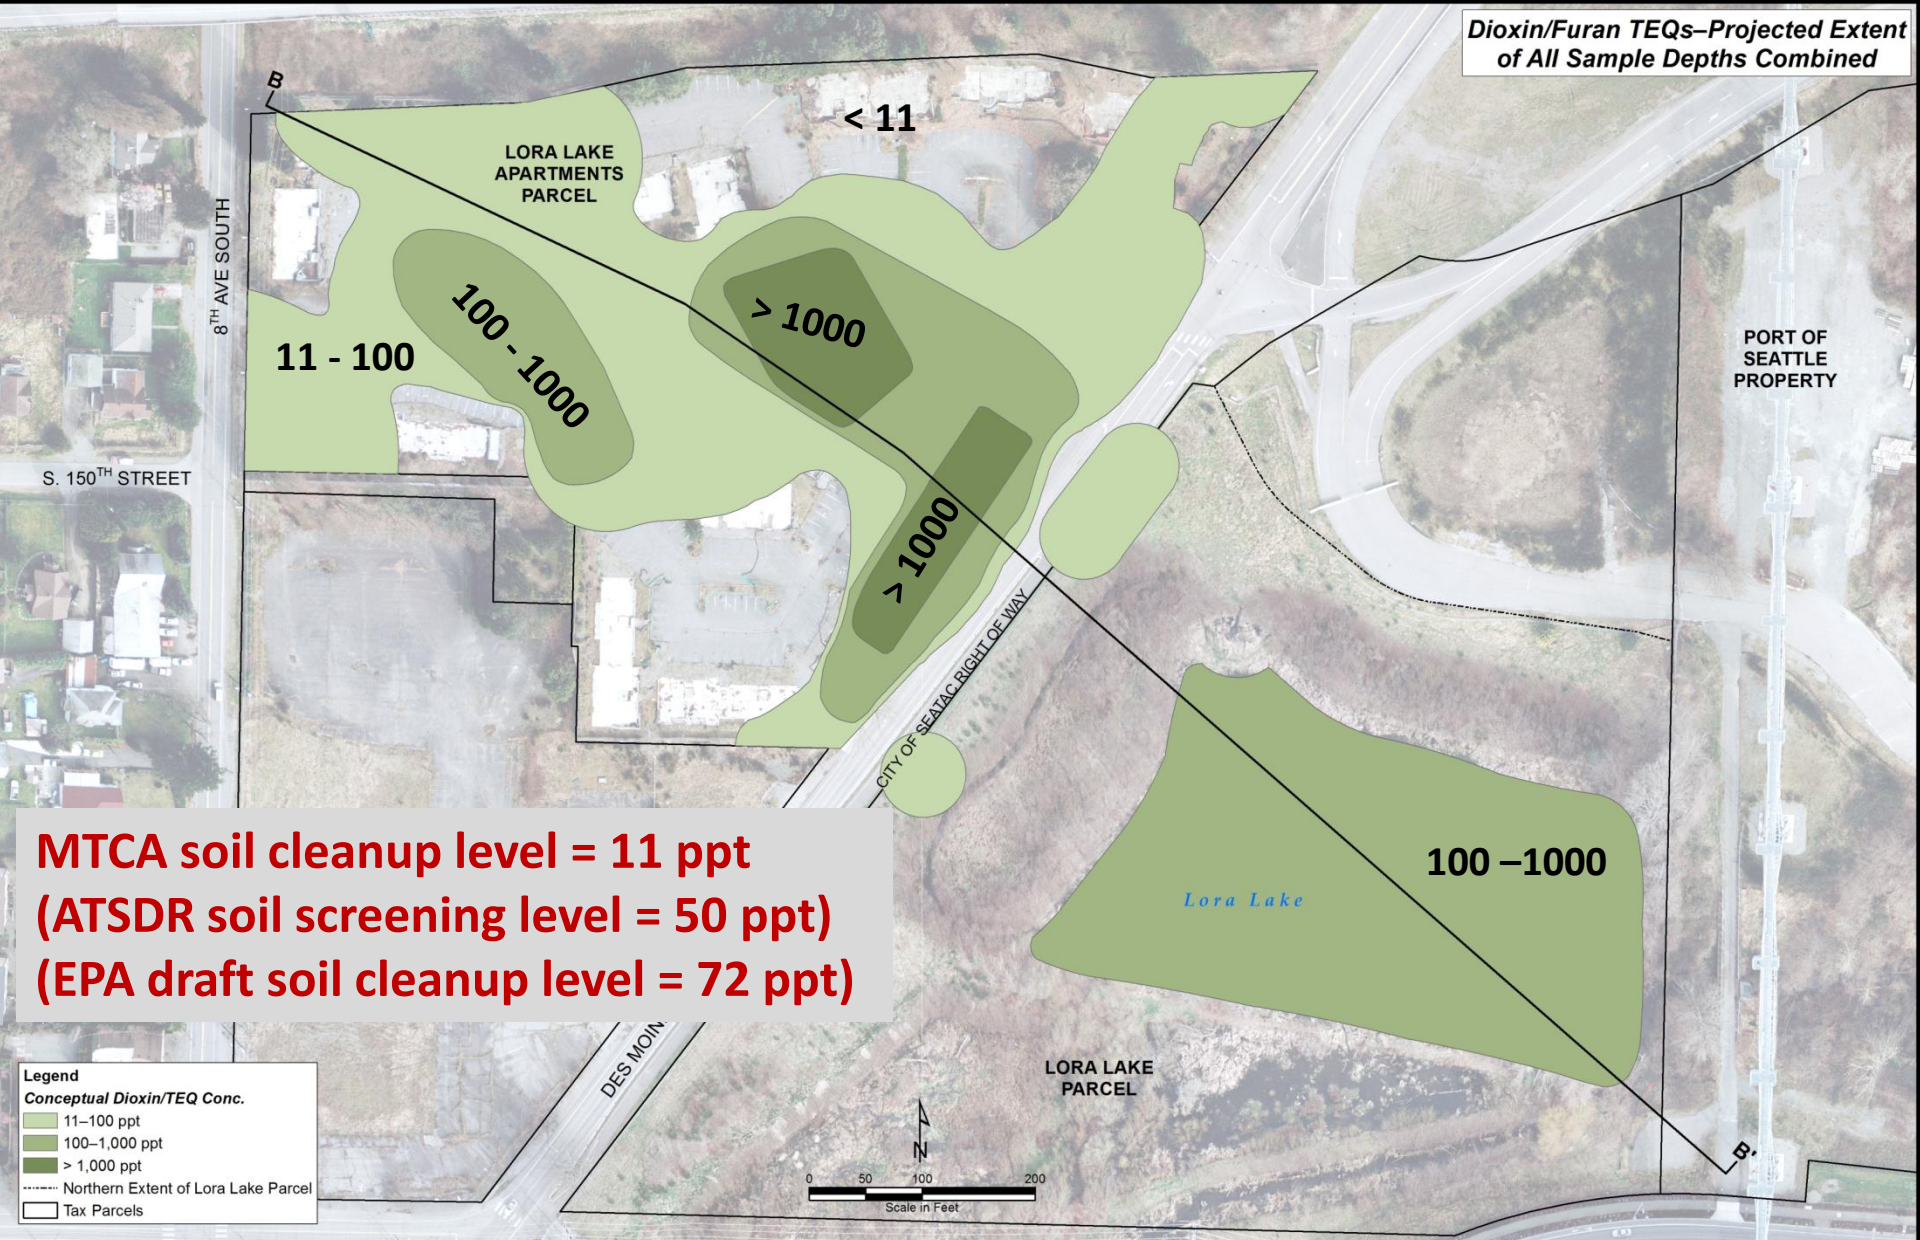 Dioxin/Furan TEQs–Projected Extent
of All Sample Depths Combined
B
< 11
LORA LAKE
APARTMENTS
PARCEL
8TH AVE SOUTH
100 - 1000
> 1000
11 - 100
PORT OF
SEATTLE
PROPERTY
S. 150TH STREET
> 1000
CITY OF SEATAC RIGHT OF WAY
MTCA soil cleanup level = 11 ppt
(ATSDR soil screening level = 50 ppt)
(EPA draft soil cleanup level = 72 ppt)
100 –1000
Lora Lake
DES MOIN
LORA LAKE
PARCEL
B'
N
0 50 100 200
Scale in Feet
Legend
Conceptual Dioxin/TEQ Conc.
11–100 ppt
100–1,000 ppt
> 1,000 ppt
Northern Extent of Lora Lake Parcel
Tax Parcels